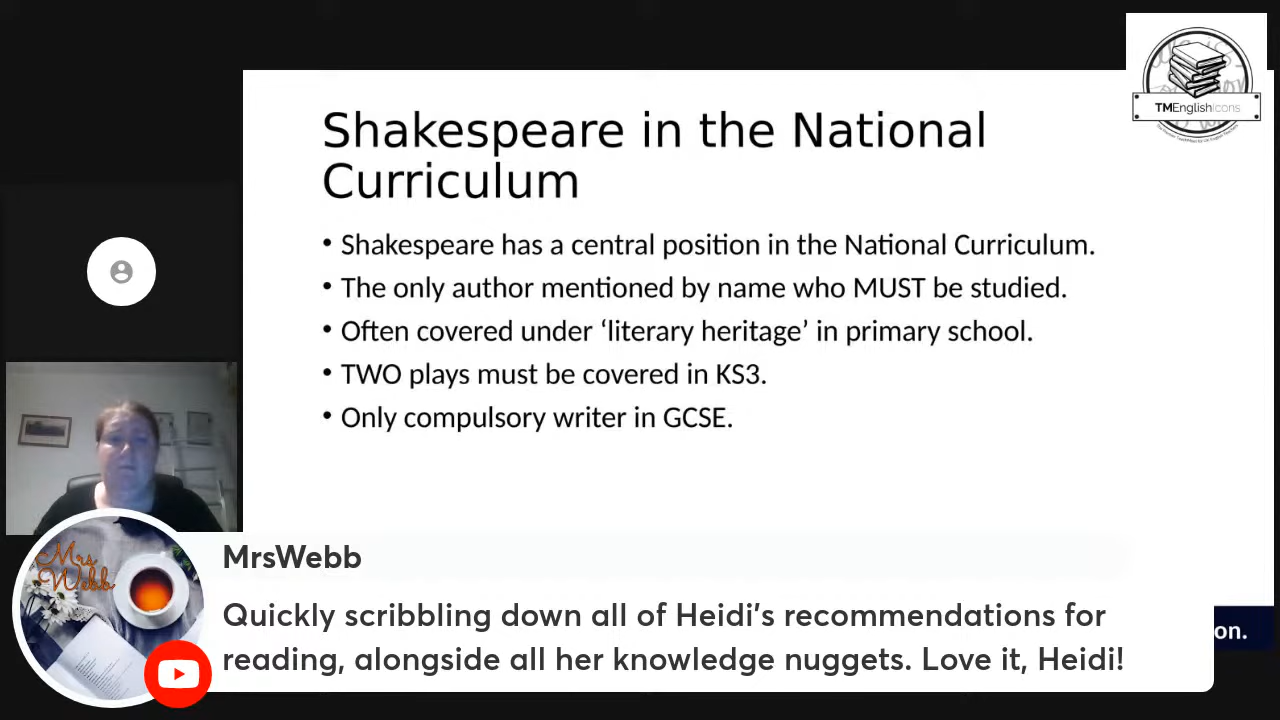 TMEnglishicons
Shakespeare in the National
Curriculum
• Shakespeare has a central position in the National Curriculum.
• The only author mentioned by name who MUST be studied.
• Often covered under ‘literary heritage’ in primary school.
• TWO plays must be covered in KS3.
• Only compulsory writer in GCSE.
Mrs
Webb
MrsWebb
Quickly scribbling down all of Heidi's recommendations for
reading, alongside all her knowledge nuggets. Love it, Heidi!
on.